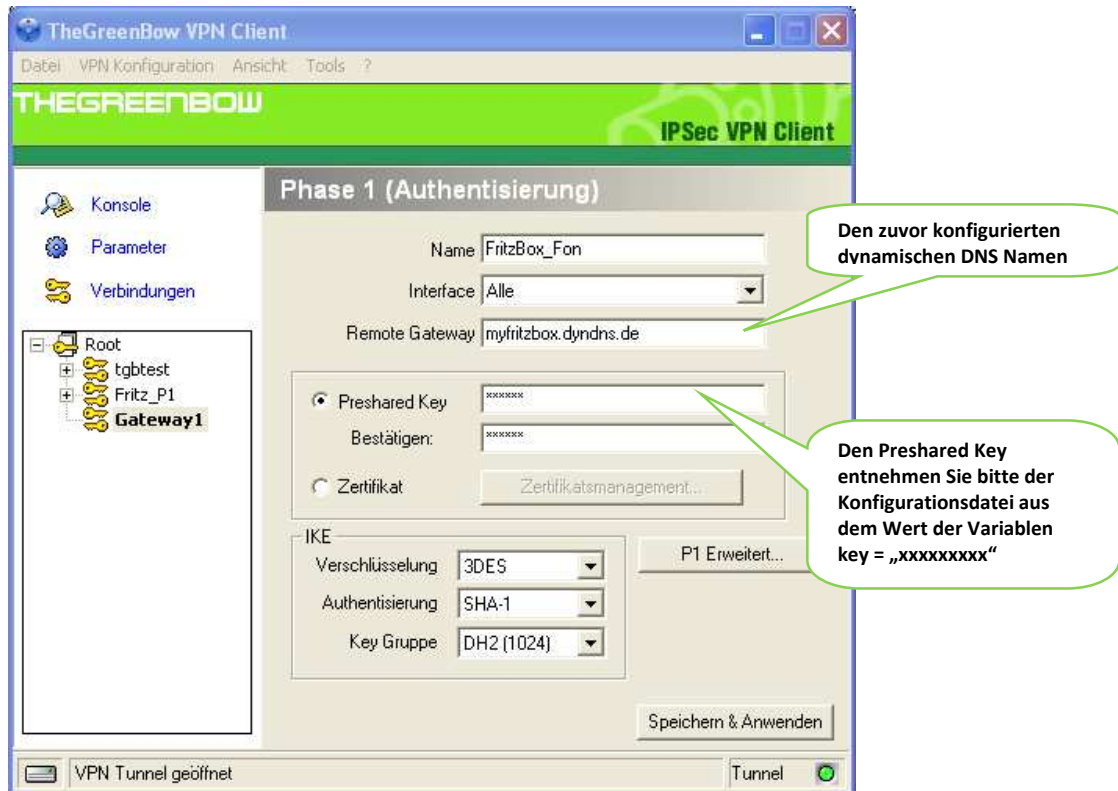 TheGreenBow VPN Client
Datei VPN Konfiguration Ansicht Tools ?
THEGREENBOW
IPSec VPN Client
Konsole
Parameter
Verbindungen
Root
tgbtest
Fritz_P1
Gateway1
Phase 1 (Authentisierung)
Name FritzBox_Fon
Interface Alle
Remote Gateway myfritzbox.dyndns.de
Preshared Key xxxxxx
Bestätigen: xxxxxx
Zertifikat Zertifikatsmanagement...
IKE
Verschlüsselung 3DES
Authentisierung SHA-1
Key Gruppe DH2 (1024)
P1 Erweitert...
Speichern & Anwenden
VPN Tunnel geöffnet Tunnel
Den zuvor konfigurierten
dynamischen DNS Namen
Den Preshared Key
entnehmen Sie bitte der
Konfigurationsdatei aus
dem Wert der Variablen
key = „xxxxxxxxx“